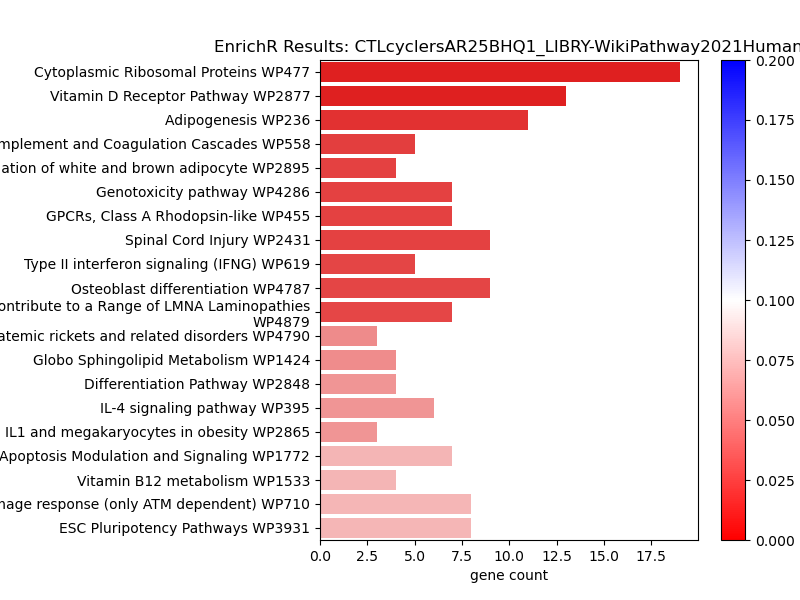 EnrichR Results: CTLcyclersAR25BHQ1_LIBRY-WikiPathway2021Human
Cytoplasmic Ribosomal Proteins WP477
Vitamin D Receptor Pathway WP2877
Adipogenesis WP236
mplement and Coagulation Cascades WP558
ation of white and brown adipocyte WP2895
Genotoxicity pathway WP4286
GPCRs, Class A Rhodopsin-like WP455
Spinal Cord Injury WP2431
Type II interferon signaling (IFNG) WP619
Osteoblast differentiation WP4787
ontribute to a Range of LMNA Laminopathies
WP4879
atemic rickets and related disorders WP4790
Globo Sphingolipid Metabolism WP1424
Differentiation Pathway WP2848
IL-4 signaling pathway WP395
IL1 and megakaryocytes in obesity WP2865
Apoptosis Modulation and Signaling WP1772
Vitamin B12 metabolism WP1533
mage response (only ATM dependent) WP710
ESC Pluripotency Pathways WP3931
0.0 2.5 5.0 7.5 10.0 12.5 15.0 17.5
gene count
0.200
0.175
0.150
0.125
0.100
0.075
0.050
0.025
0.000